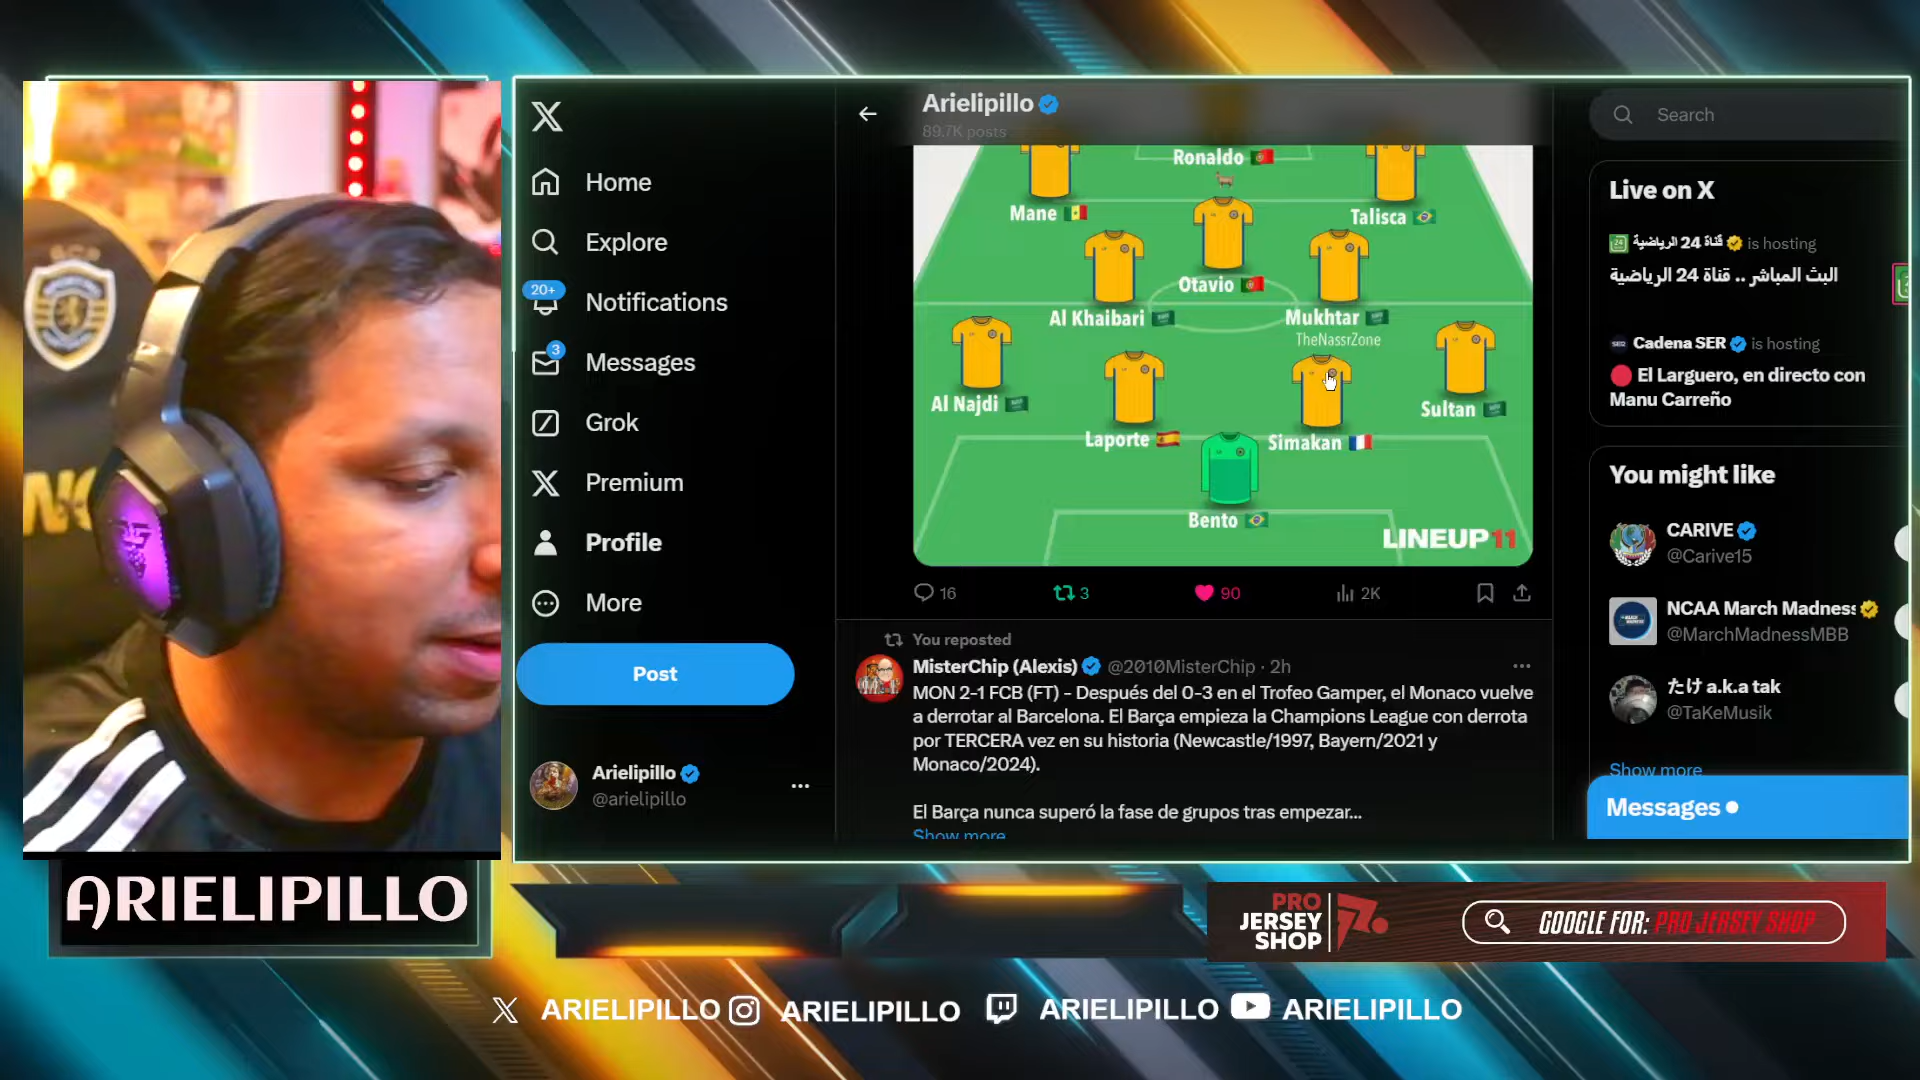 Home
Explore
20+
Notifications
3
Messages
Grok
Premium
Profile
More
Post
Arielipillo
@arielipillo
Arielipillo
89.7K posts
Ronaldo
Mane
Talisca
Otavio
Al Khaibari
Mukhtar
TheNassrZone
Al Najdi
Sultan
Laporte
Simakan
Bento
LINEUP11
16
3
90
2K
You reposted
MisterChip (Alexis) @2010MisterChip · 2h
MON 2-1 FCB (FT) - Después del 0-3 en el Trofeo Gamper, el Monaco vuelve
a derrotar al Barcelona. El Barça empieza la Champions League con derrota
por TERCERA vez en su historia (Newcastle/1997, Bayern/2021 y
Monaco/2024).
El Barça nunca superó la fase de grupos tras empezar...
Show more
Search
Live on X
قناة 24 الرياضية is hosting
البث المباشر .. قناة 24 الرياضية
Cadena SER is hosting
El Larguero, en directo con
Manu Carreño
You might like
CARIVE
@Carive15
NCAA March Madness
@MarchMadnessMBB
たけ a.k.a tak
@TaKeMusik
Show more
Messages
ARIELIPILLO
PRO
JERSEY
SHOP
GOOGLE FOR: PRO JERSEY SHOP
ARIELIPILLO
ARIELIPILLO
ARIELIPILLO
ARIELIPILLO